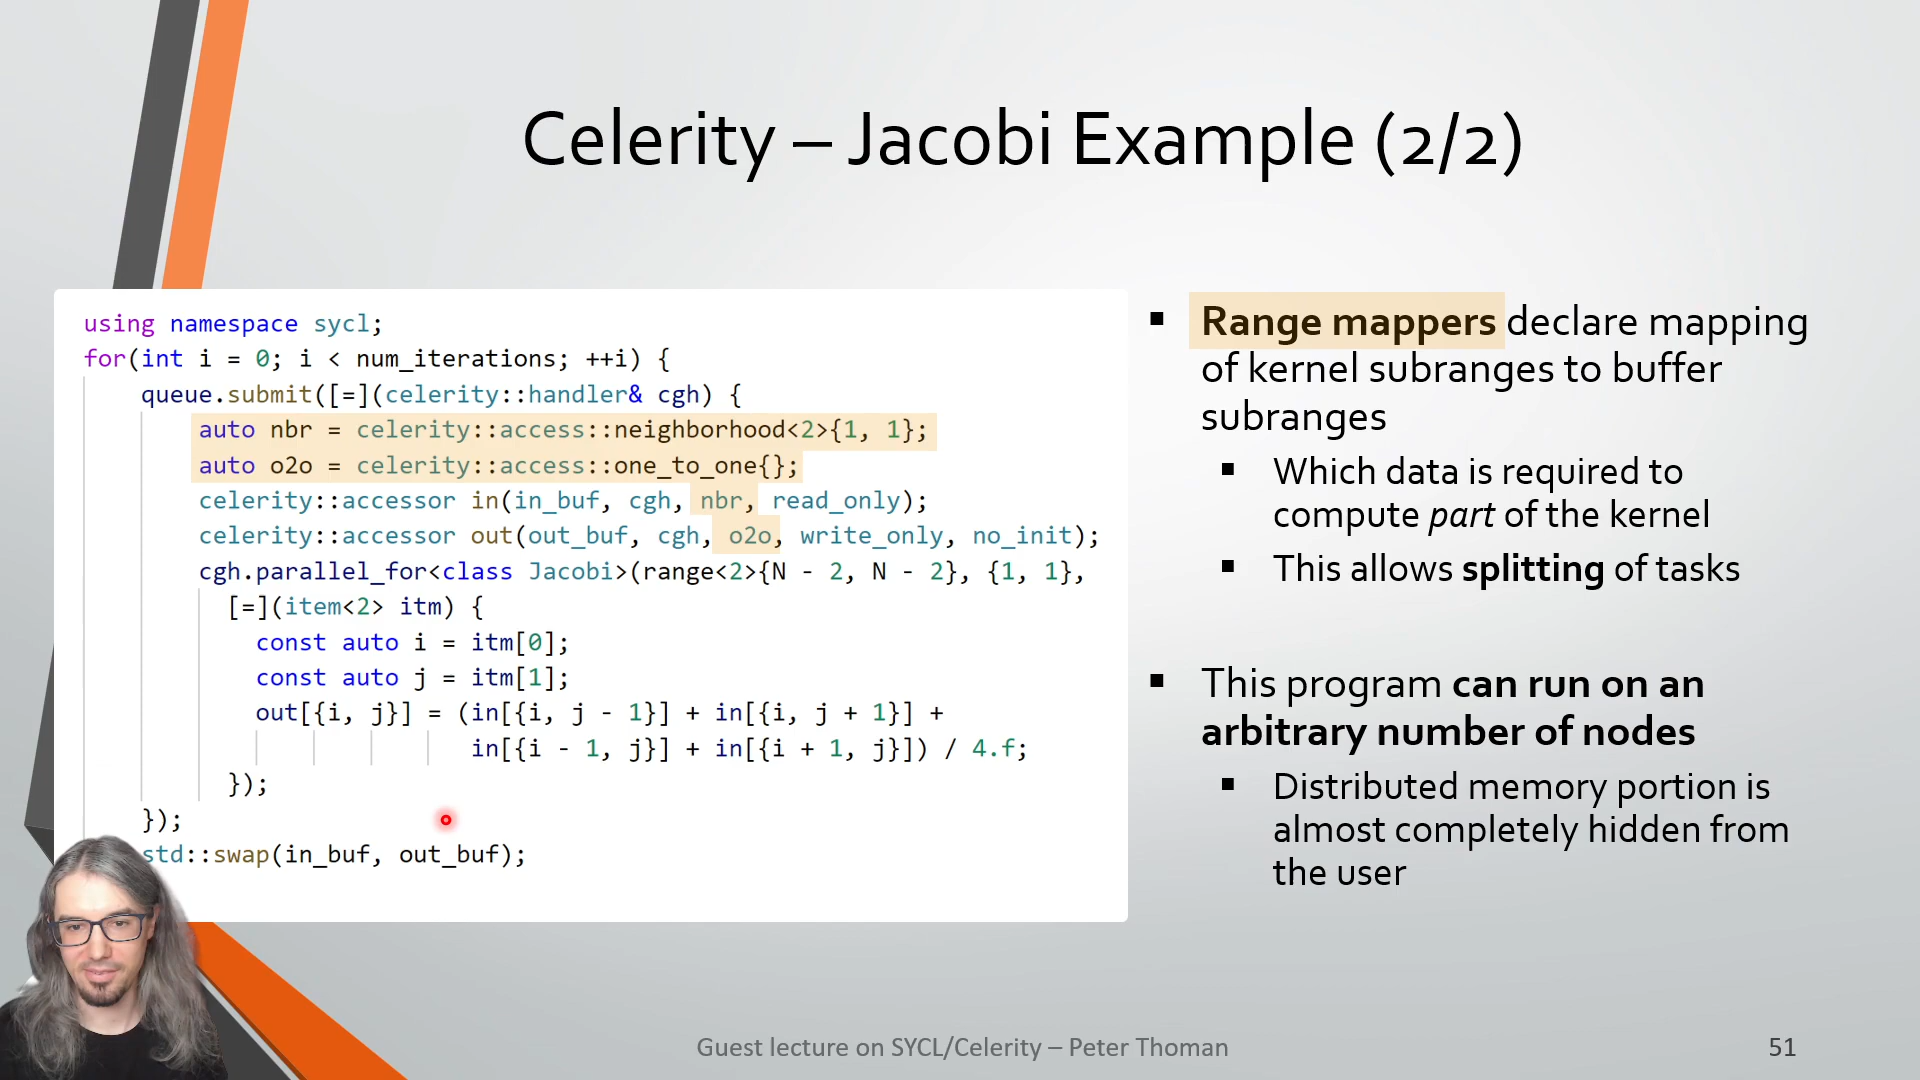 Celerity – Jacobi Example (2/2)
using namespace sycl;
for(int i = 0; i < num_iterations; ++i) {
queue.submit([=](celerity::handler& cgh) {
auto nbr = celerity::access::neighborhood<2>{1, 1};
auto o2o = celerity::access::one_to_one{};
celerity::accessor in(in_buf, cgh, nbr, read_only);
celerity::accessor out(out_buf, cgh, o2o, write_only, no_init);
cgh.parallel_for<class Jacobi>(range<2>{N - 2, N - 2}, {1, 1},
[=](item<2> itm) {
const auto i = itm[0];
const auto j = itm[1];
out[{i, j}] = (in[{i, j - 1}] + in[{i, j + 1}] +
in[{i - 1, j}] + in[{i + 1, j}]) / 4.f;
});
});
std::swap(in_buf, out_buf);
▪ Range mappers declare mapping
of kernel subranges to buffer
subranges
▪ Which data is required to
compute part of the kernel
▪ This allows splitting of tasks
▪ This program can run on an
arbitrary number of nodes
▪ Distributed memory portion is
almost completely hidden from
the user
Guest lecture on SYCL/Celerity – Peter Thoman
51